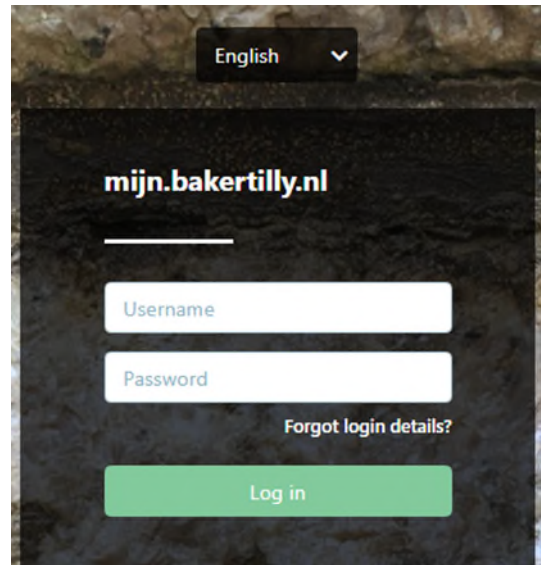 English
mijn.bakertilly.nl
Username
Password
Forgot login details?
Log in